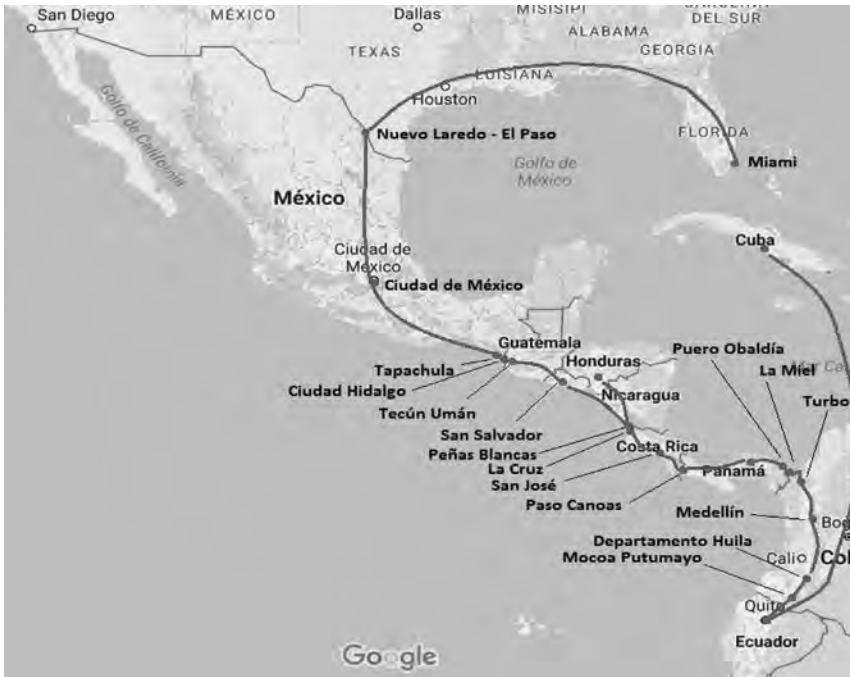 San Diego
MÉXICO
Dallas
MISISIPI
DEL SUR
ALABAMA
TEXAS
GEORGIA
LUISIANA
Houston
Golfo de California
Nuevo Laredo - El Paso
FLORIDA
Golfo de
México
Miami
México
Cuba
Ciudad de
México
Ciudad de México
Guatemala
Puero Obaldía
Honduras
Tapachula
La Miel
Ciudad Hidalgo
Nicaragua
Turbo
Tecún Umán
San Salvador
Peñas Blancas
Costa Rica
La Cruz
Panamá
San José
Paso Canoas
Medellín
Bog
Departamento Huila
Cali
Col
Mocoa Putumayo
Quito
Ecuador
Google